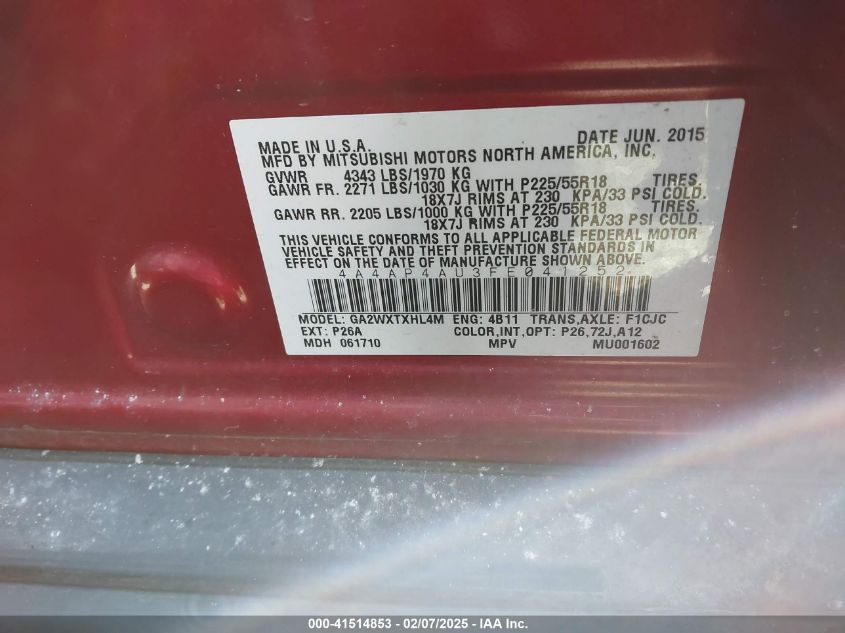 MADE IN U.S.A. DATE JUN. 2015
MFD BY MITSUBISHI MOTORS NORTH AMERICA, INC.
GVWR 4343 LBS/1970 KG
GAWR FR. 2271 LBS/1030 KG WITH P225/55R18 TIRES,
18X7J RIMS AT 230 KPA/33 PSI COLD.
GAWR RR. 2205 LBS/1000 KG WITH P225/55R18 TIRES,
18X7J RIMS AT 230 KPA/33 PSI COLD.
THIS VEHICLE CONFORMS TO ALL APPLICABLE FEDERAL MOTOR
VEHICLE SAFETY AND THEFT PREVENTION STANDARDS IN
EFFECT ON THE DATE OF MANUFACTURE SHOWN ABOVE.
4A4AP4AU3FE041252
MODEL: GA2WXTXHL4M ENG: 4B11 TRANS,AXLE: F1CJC
EXT: P26A COLOR,INT,OPT: P26,72J,A12
MDH 061710 MPV MU001602
000-41514853 - 02/07/2025 - IAA Inc.